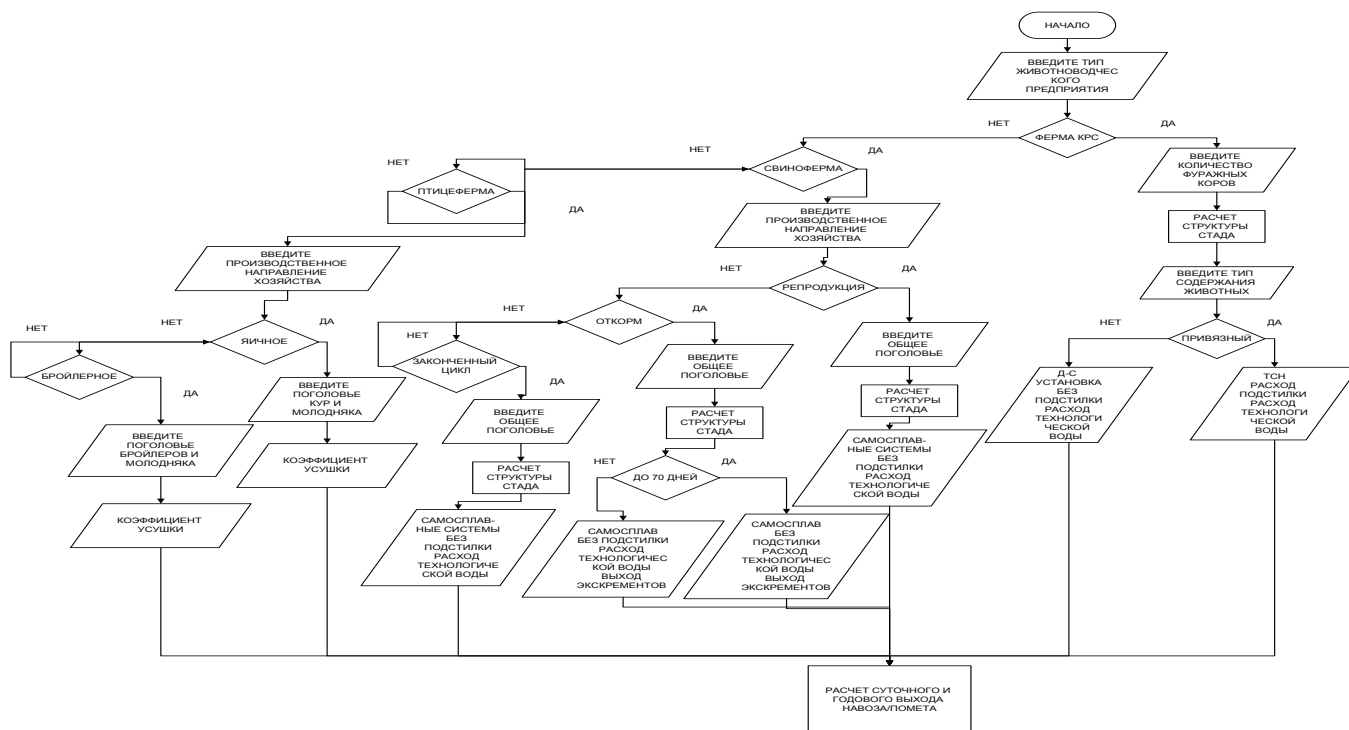 НАЧАЛО
ВВЕДИТЕ ТИП
ЖИВОТНОВОДЧЕС
КОГО
ПРЕДПРИЯТИЯ
НЕТ
ФЕРМА КРС
ДА
НЕТ
НЕТ
СВИНОФЕРМА
ДА
ВВЕДИТЕ
КОЛИЧЕСТВО
ФУРАЖНЫХ
КОРОВ
ПТИЦЕФЕРМА
ДА
ВВЕДИТЕ
ПРОИЗВОДСТВЕННОЕ
НАПРАВЛЕНИЕ
ХОЗЯЙСТВА
РАСЧЕТ
СТРУКТУРЫ
СТАДА
ВВЕДИТЕ
ПРОИЗВОДСТВЕННОЕ
НАПРАВЛЕНИЕ
ХОЗЯЙСТВА
НЕТ
РЕПРОДУКЦИЯ
ДА
ВВЕДИТЕ ТИП
СОДЕРЖАНИЯ
ЖИВОТНЫХ
НЕТ
НЕТ
ЯИЧНОЕ
ДА
НЕТ
ОТКОРМ
ДА
НЕТ
ПРИВЯЗНЫЙ
ДА
БРОЙЛЕРНОЕ
ДА
НЕТ
ЗАКОНЧЕННЫЙ
ЦИКЛ
ДА
ВВЕДИТЕ
ОБЩЕЕ
ПОГОЛОВЬЕ
ВВЕДИТЕ
ОБЩЕЕ
ПОГОЛОВЬЕ
Д-С
УСТАНОВКА
БЕЗ
ПОДСТИЛКИ
РАСХОД
ТЕХНОЛОГИ
ЧЕСКОЙ
ВОДЫ
ТСН
РАСХОД
ПОДСТИЛКИ
РАСХОД
ТЕХНОЛОГИ
ЧЕСКОЙ
ВОДЫ
ВВЕДИТЕ
ПОГОЛОВЬЕ
КУР И
МОЛОДНЯКА
ВВЕДИТЕ
ОБЩЕЕ
ПОГОЛОВЬЕ
РАСЧЕТ
СТРУКТУРЫ
СТАДА
РАСЧЕТ
СТРУКТУРЫ
СТАДА
ВВЕДИТЕ
ПОГОЛОВЬЕ
БРОЙЛЕРОВ И
МОЛОДНЯКА
КОЭФФИЦИЕНТ
УСУШКИ
РАСЧЕТ
СТРУКТУРЫ
СТАДА
НЕТ
ДО 70 ДНЕЙ
ДА
САМОСПЛАВ-
НЫЕ СИСТЕМЫ
БЕЗ
ПОДСТИЛКИ
РАСХОД
ТЕХНОЛОГИЧЕ
СКОЙ ВОДЫ
КОЭФФИЦИЕНТ
УСУШКИ
САМОСПЛАВ-
НЫЕ СИСТЕМЫ
БЕЗ
ПОДСТИЛКИ
РАСХОД
ТЕХНОЛОГИЧЕ
СКОЙ ВОДЫ
САМОСПЛАВ
БЕЗ ПОДСТИЛКИ
РАСХОД
ТЕХНОЛОГИЧЕС
КОЙ ВОДЫ
ВЫХОД
ЭКСКРЕМЕНТОВ
САМОСПЛАВ
БЕЗ
ПОДСТИЛКИ
РАСХОД
ТЕХНОЛОГИЧЕС
КОЙ ВОДЫ
ВЫХОД
ЭКСКРЕМЕНТОВ
РАСЧЕТ СУТОЧНОГО И
ГОДОВОГО ВЫХОДА
НАВОЗА/ПОМЕТА